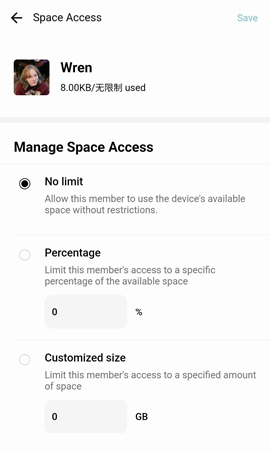 Space Access
Save
Wren
8.00KB/无限制 used
Manage Space Access
No limit
Allow this member to use the device's available
space without restrictions.
Percentage
Limit this member's access to a specific
percentage of the available space
0 %
Customized size
Limit this member's access to a specified amount
of space
0 GB